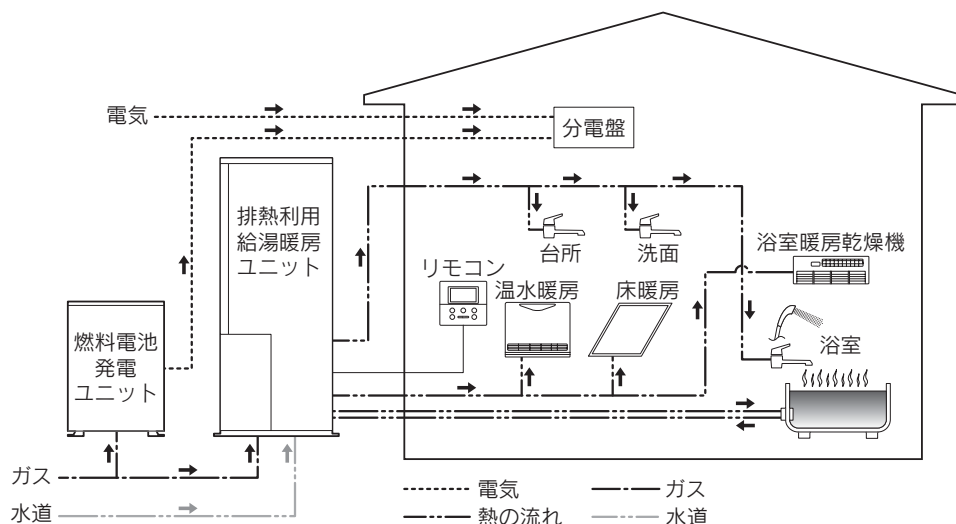 電気
分電盤
排熱利用
給湯暖房
ユニット
台所
洗面
浴室暖房乾燥機
リモコン
温水暖房
床暖房
燃料電池
発電
ユニット
浴室
ガス
水道
電気
ガス
熱の流れ
水道